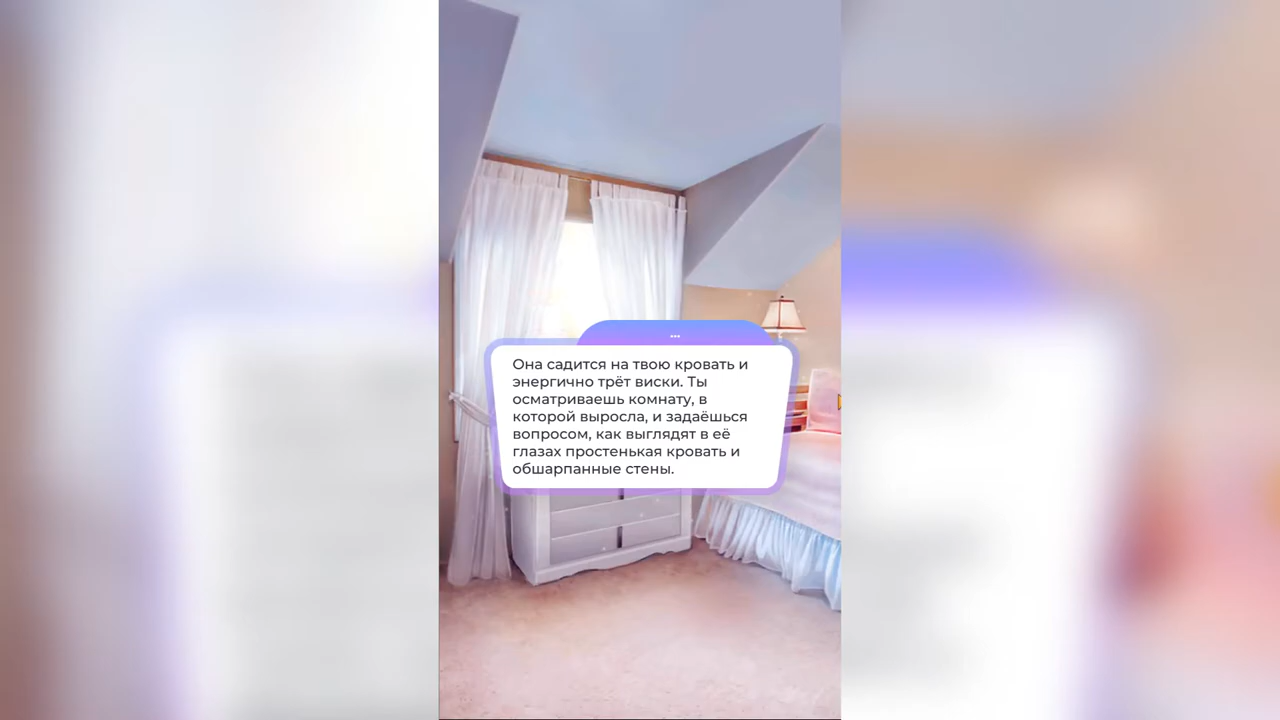 ...
Она садится на твою кровать и
энергично трёт виски. Ты
осматриваешь комнату, в
которой выросла, и задаёшься
вопросом, как выглядят в её
глазах простенькая кровать и
обшарпанные стены.